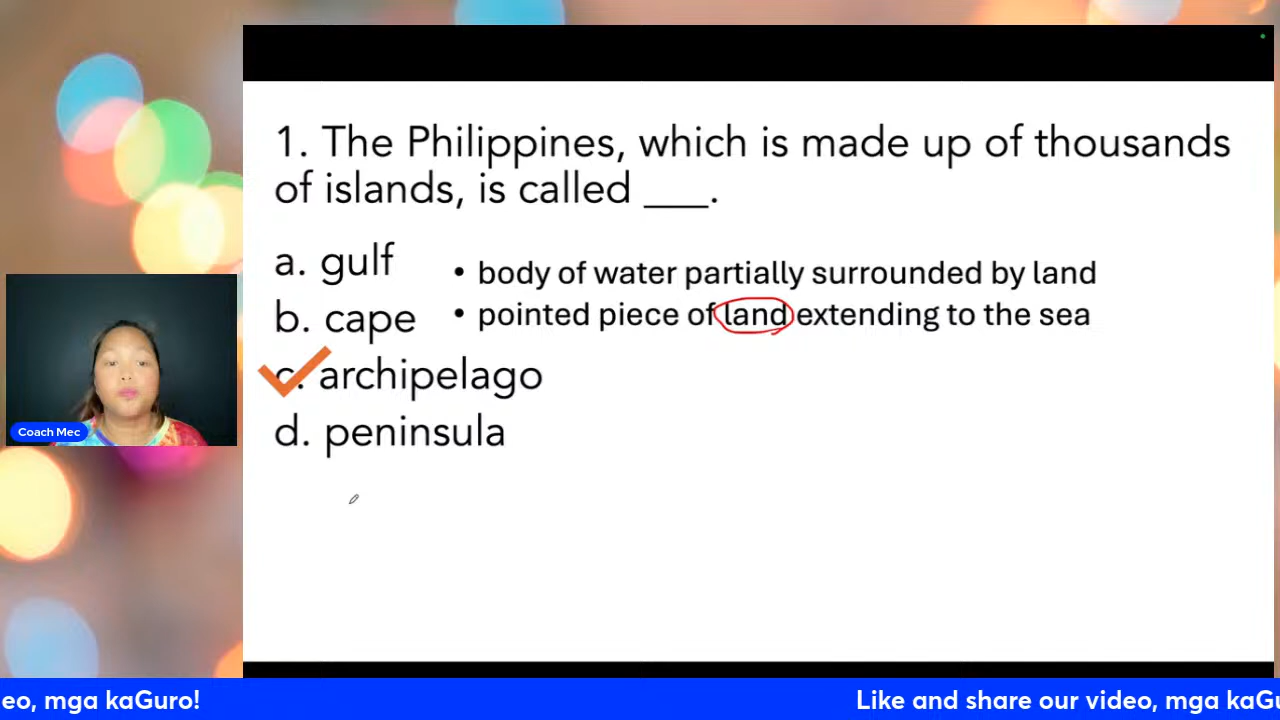 1. The Philippines, which is made up of thousands
of islands, is called ___.
a. gulf
• body of water partially surrounded by land
b. cape
• pointed piece of land extending to the sea
c. archipelago
d. peninsula
Coach Mec
eo, mga kaGuro!
Like and share our video, mga kaGu